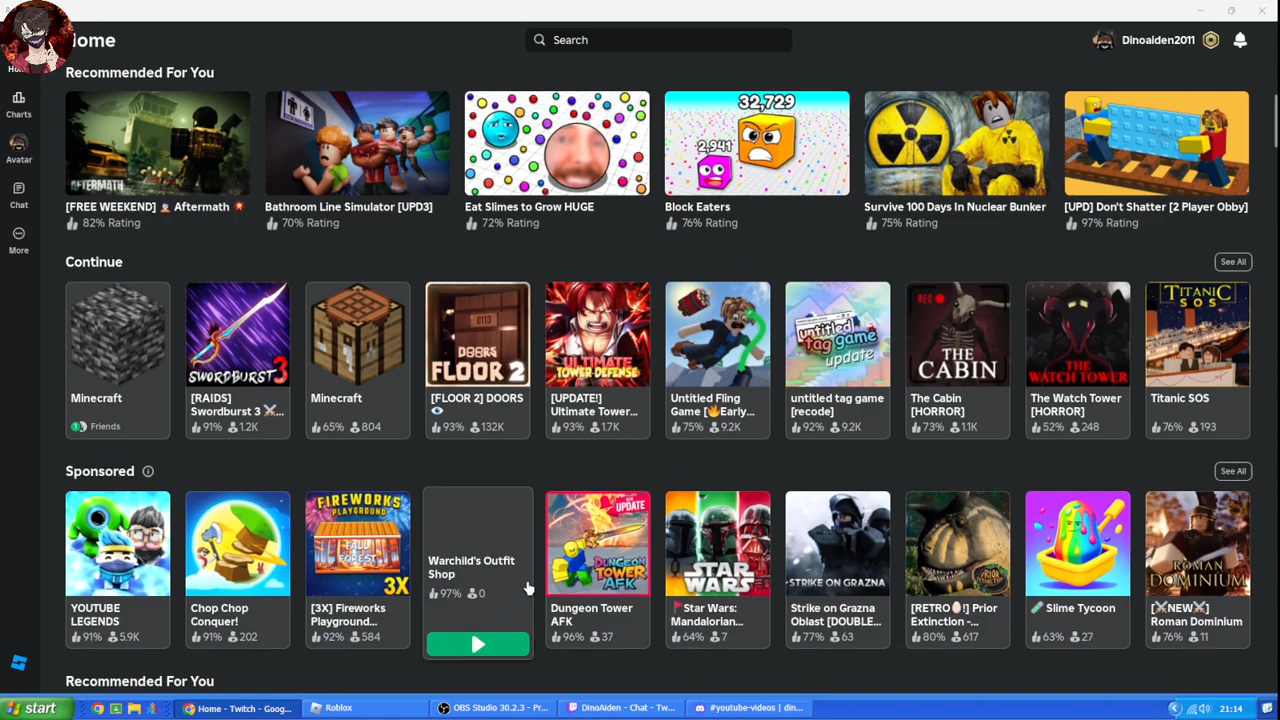 Home
Search
Dinoaiden2011
Charts
Avatar
Chat
More
Recommended For You
AFTERMATH
32,729
2,941
[FREE WEEKEND] 🧟 Aftermath 💥
82% Rating
Bathroom Line Simulator [UPD3]
70% Rating
Eat Slimes to Grow HUGE
72% Rating
Block Eaters
76% Rating
Survive 100 Days In Nuclear Bunker
75% Rating
[UPD] Don't Shatter [2 Player Obby]
97% Rating
Continue
See All
SWORDBURST 3
0113
DOORS
FLOOR 2
ULTIMATE
TOWER DEFENSE
untitled
tag game
update
REC
THE
CABIN
THE
WATCH TOWER
TITANIC
SOS
Minecraft
Friends
[RAIDS]
Swordburst 3 ⚔️...
91% 1.2K
Minecraft
65% 804
[FLOOR 2] DOORS
👁️
93% 132K
[UPDATE!]
Ultimate Tower...
93% 1.7K
Untitled Fling
Game [🔥Early...
75% 9.2K
untitled tag game
[recode]
92% 9.2K
The Cabin
[HORROR]
73% 1.1K
The Watch Tower
[HORROR]
52% 248
Titanic SOS
76% 193
Sponsored
See All
FIREWORKS
PLAYGROUND
FALL
FOREST
3X
UPDATE
DUNGEON
TOWER
AFK
STAR
WARS
STRIKE ON GRAZNA
PRIOR
ROMAN
DOMINIUM
YOUTUBE
LEGENDS
91% 5.9K
Chop Chop
Conquer!
91% 202
[3X] Fireworks
Playground...
92% 584
Warchild's Outfit
Shop
97% 0
Dungeon Tower
AFK
96% 37
🚩Star Wars:
Mandalorian...
64% 7
Strike on Grazna
Oblast [DOUBLE...
77% 63
[RETRO🥚!] Prior
Extinction -...
80% 617
Slime Tycoon
63% 27
[⚔️NEW⚔️]
Roman Dominium
76% 11
Recommended For You
start
Home - Twitch - Goog...
Roblox
OBS Studio 30.2.3 - Pr...
DinoAiden - Chat - Tw...
#youtube-videos | din...
21:14